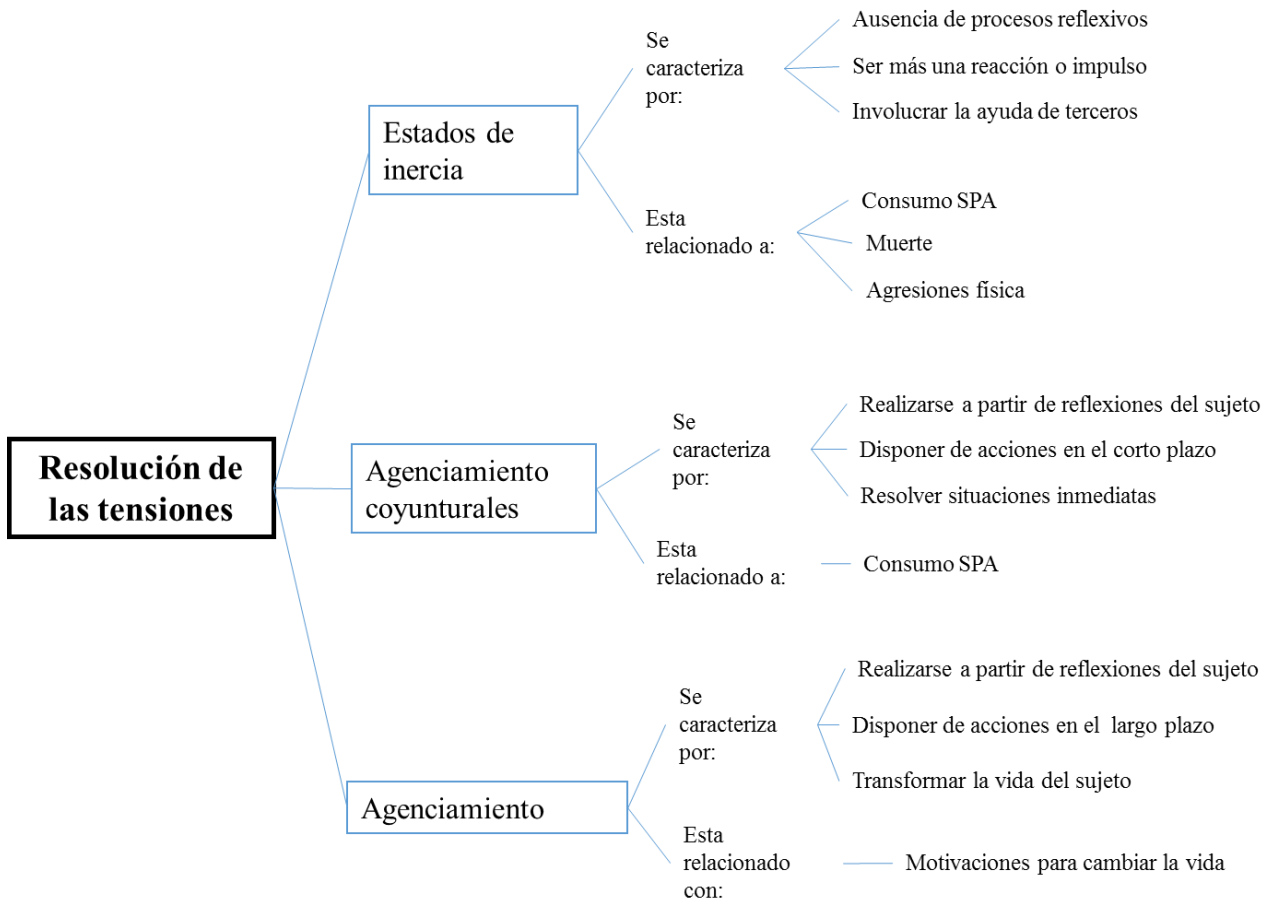 Resolución de
las tensiones
Estados de
inercia
Se
caracteriza
por:
Ausencia de procesos reflexivos
Ser más una reacción o impulso
Involucrar la ayuda de terceros
Esta
relacionado a:
Consumo SPA
Muerte
Agresiones física
Agenciamiento
coyunturales
Se
caracteriza
por:
Realizarse a partir de reflexiones del sujeto
Disponer de acciones en el corto plazo
Resolver situaciones inmediatas
Esta
relacionado a:
Consumo SPA
Agenciamiento
Se
caracteriza
por:
Realizarse a partir de reflexiones del sujeto
Disponer de acciones en el largo plazo
Transformar la vida del sujeto
Esta
relacionado
con:
Motivaciones para cambiar la vida